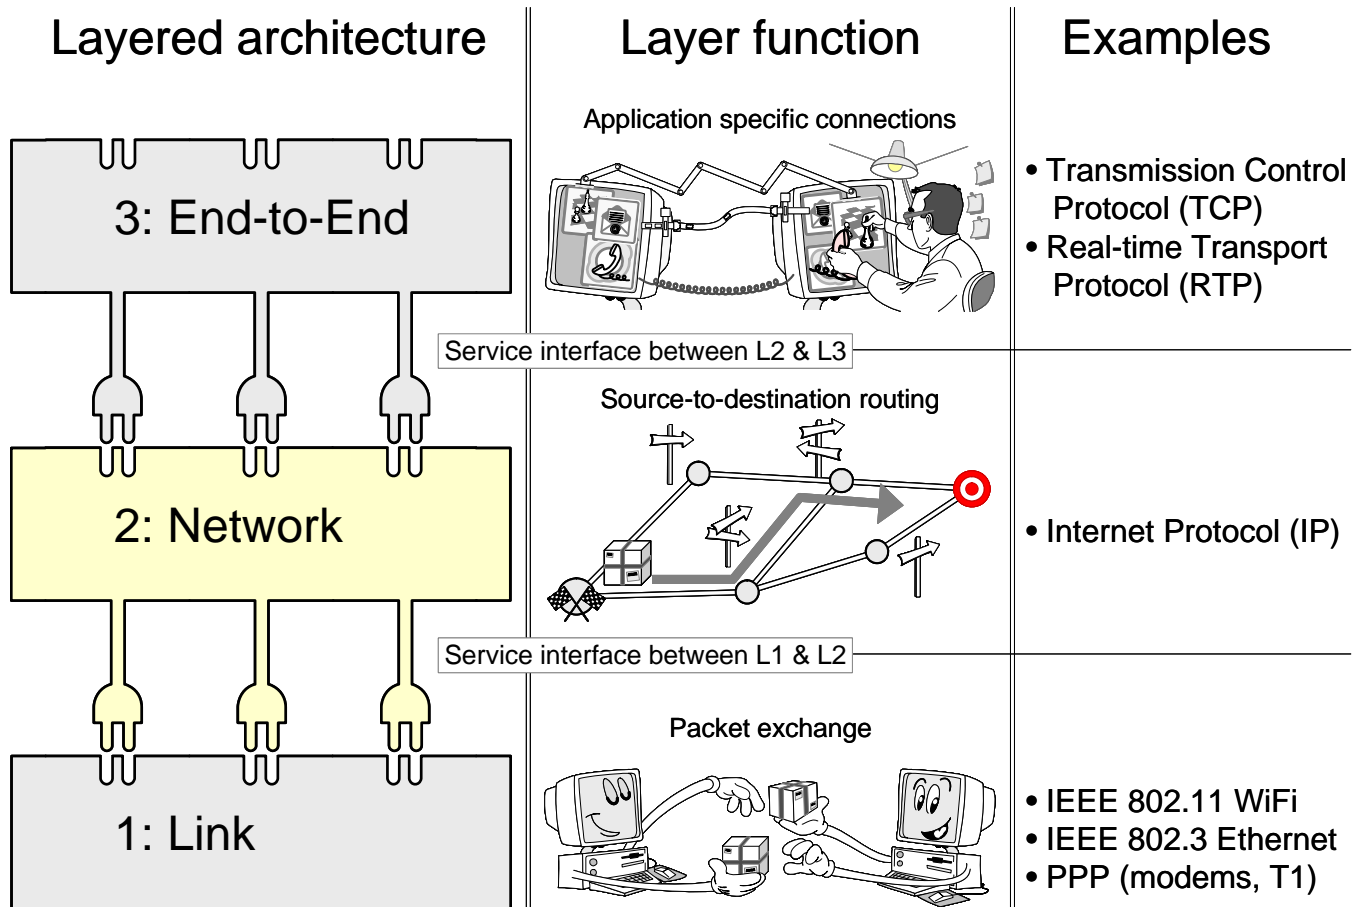 Layered architecture
Layer function
Examples
3: End-to-End
Application specific connections
• Transmission Control
Protocol (TCP)
• Real-time Transport
Protocol (RTP)
Service interface between L2 & L3
2: Network
Source-to-destination routing
• Internet Protocol (IP)
Service interface between L1 & L2
1: Link
Packet exchange
• IEEE 802.11 WiFi
• IEEE 802.3 Ethernet
• PPP (modems, T1)